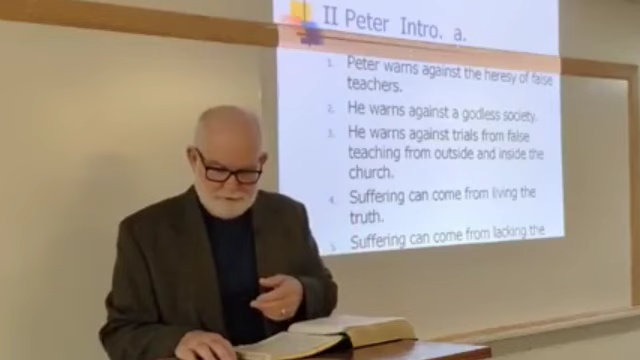 II Peter Intro. a.
1. Peter warns against the heresy of false
teachers.
2. He warns against a godless society.
3. He warns against trials from false
teaching from outside and inside the
church.
4. Suffering can come from living the
truth.
5. Suffering can come from lacking the